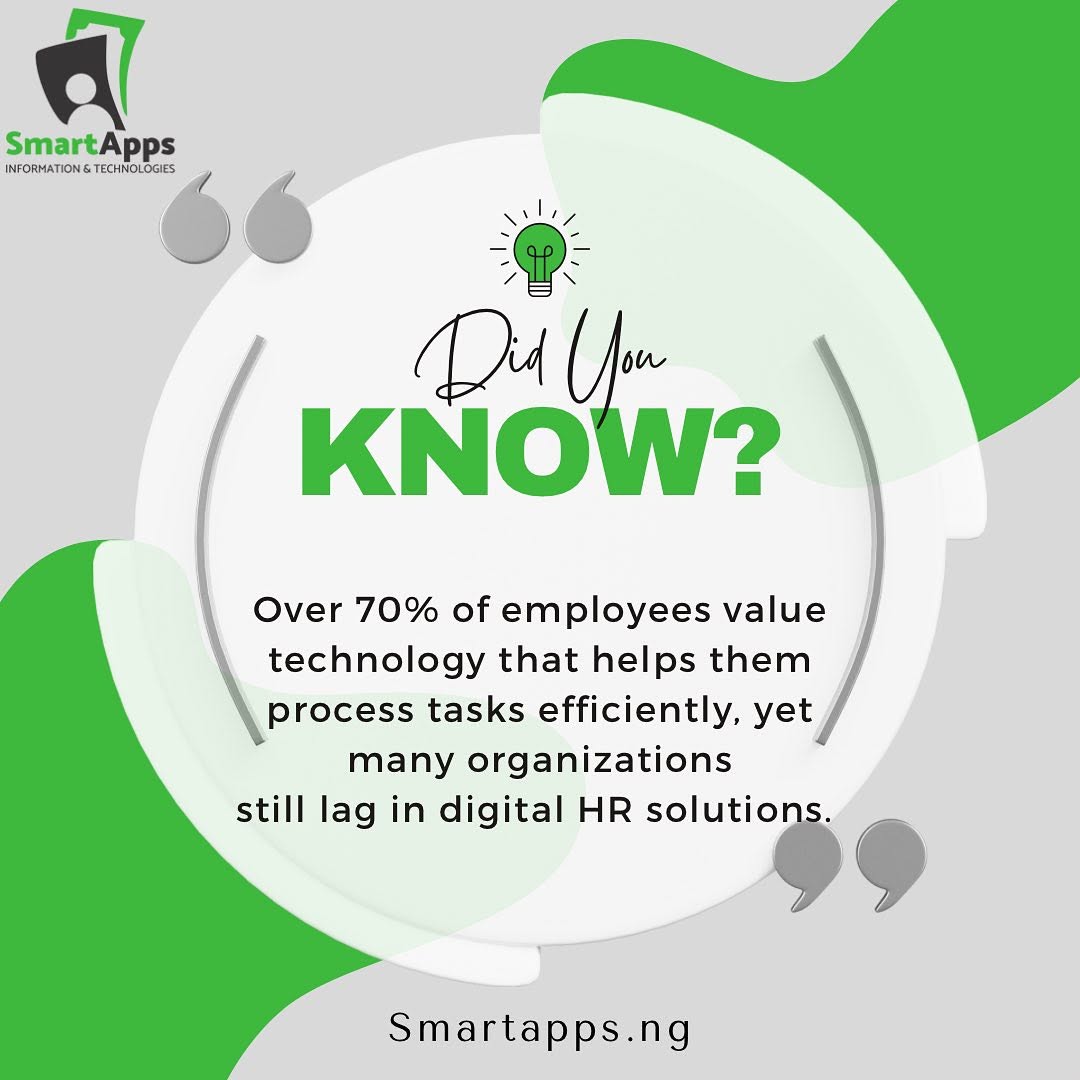 SmartApps
INFORMATION & TECHNOLOGIES
Did You
KNOW?
Over 70% of employees value
technology that helps them
process tasks efficiently, yet
many organizations
still lag in digital HR solutions.
Smartapps.ng